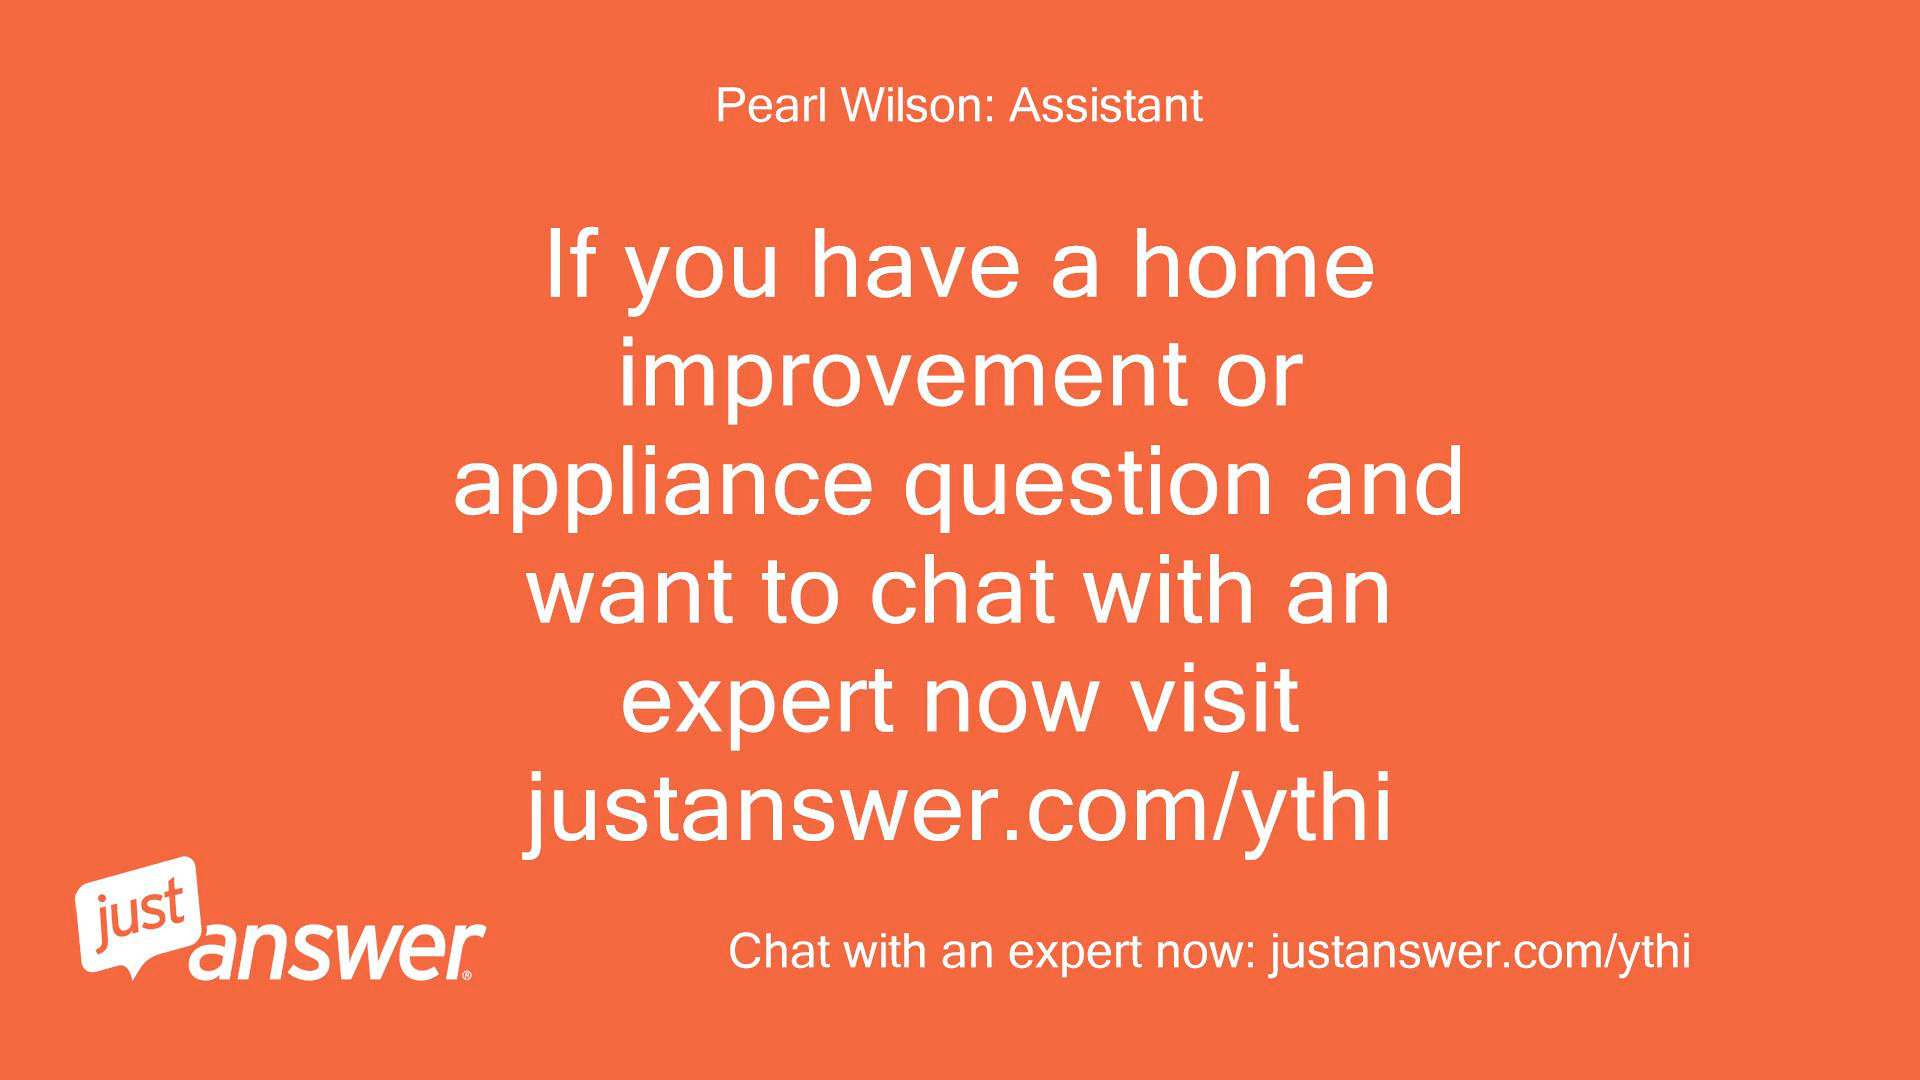 Pearl Wilson: Assistant
If you have a home
improvement or
appliance question and
want to chat with an
expert now visit
justanswer.com/ythi
just
answer®
Chat with an expert now: justanswer.com/ythi